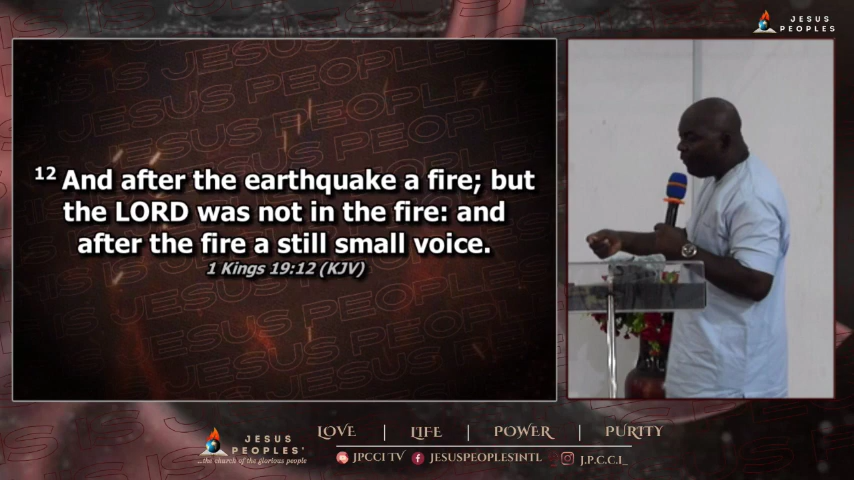 JESUS
PEOPLES
12 And after the earthquake a fire; but
the LORD was not in the fire: and
after the fire a still small voice.
1 Kings 19:12 (KJV)
JESUS
PEOPLES'
...the church of the glorious people
LOVE | LIFE | POWER | PURITY
JPCCI TV JESUSPEOPLESINTL J.P.C.C.I_